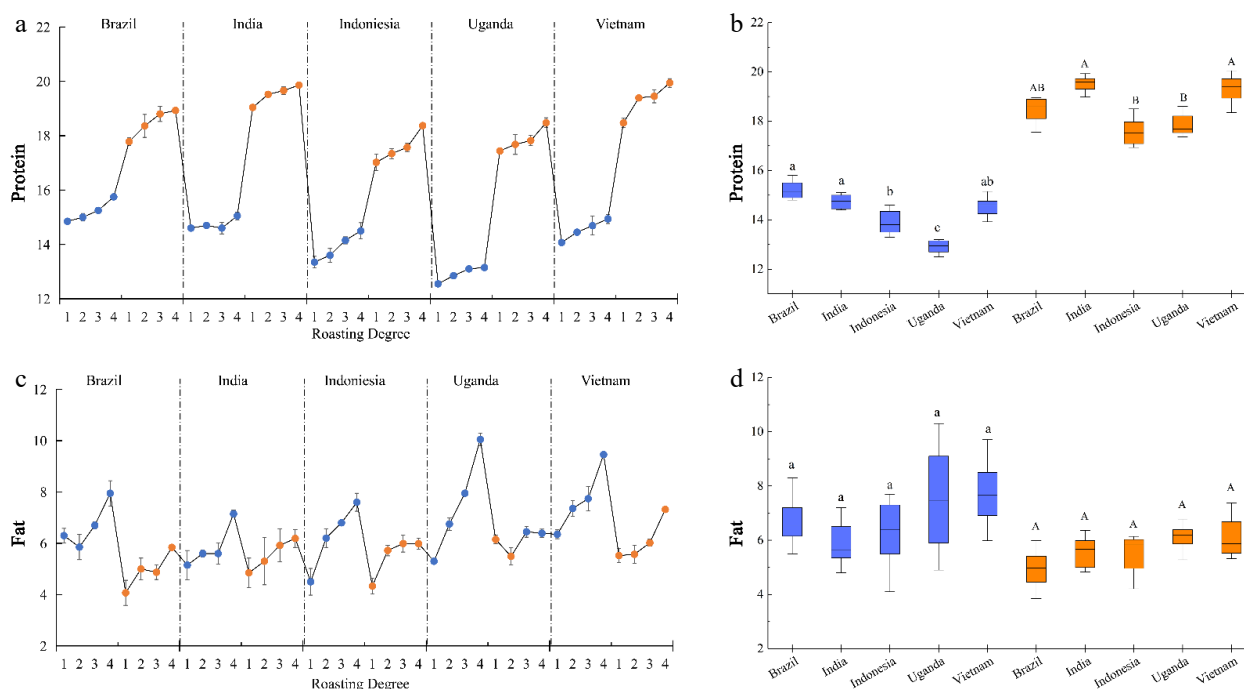 a
Brazil India Indoniesia Uganda Vietnam
22
20
18
16
14
12
Protein
1 2 3 4 1 2 3 4 1 2 3 4 1 2 3 4 1 2 3 4 1 2 3 4 1 2 3 4 1 2 3 4 1 2 3 4 1 2 3 4
Roasting Degree
b
22
20
18
16
14
12
Protein
a a b c ab AB A B B A
Brazil India Indonesia Uganda Vietnam Brazil India Indonesia Uganda Vietnam
c
Brazil India Indoniesia Uganda Vietnam
12
10
8
6
4
2
Fat
1 2 3 4 1 2 3 4 1 2 3 4 1 2 3 4 1 2 3 4 1 2 3 4 1 2 3 4 1 2 3 4 1 2 3 4 1 2 3 4
Roasting Degree
d
12
10
8
6
4
2
Fat
a a a a a A A A A A
Brazil India Indonesia Uganda Vietnam Brazil India Indonesia Uganda Vietnam